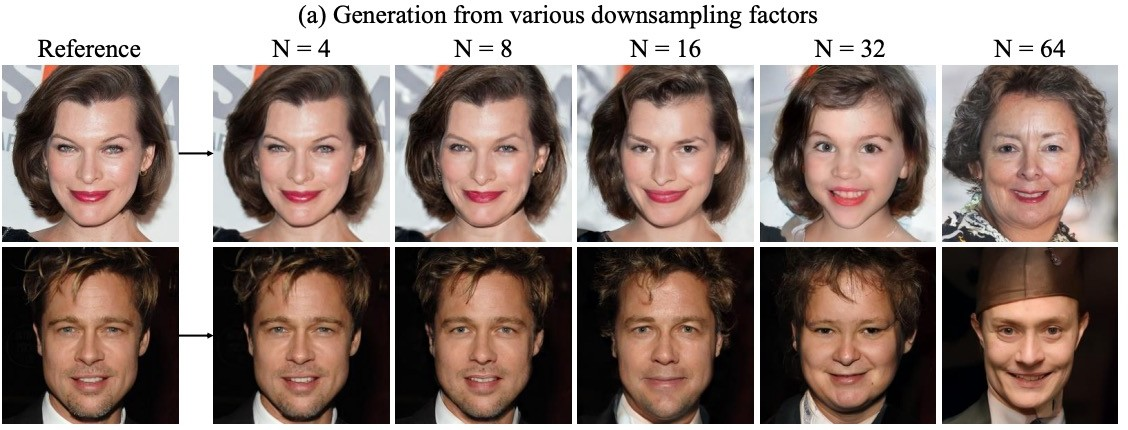 (a) Generation from various downsampling factors
Reference N = 4 N = 8 N = 16 N = 32 N = 64